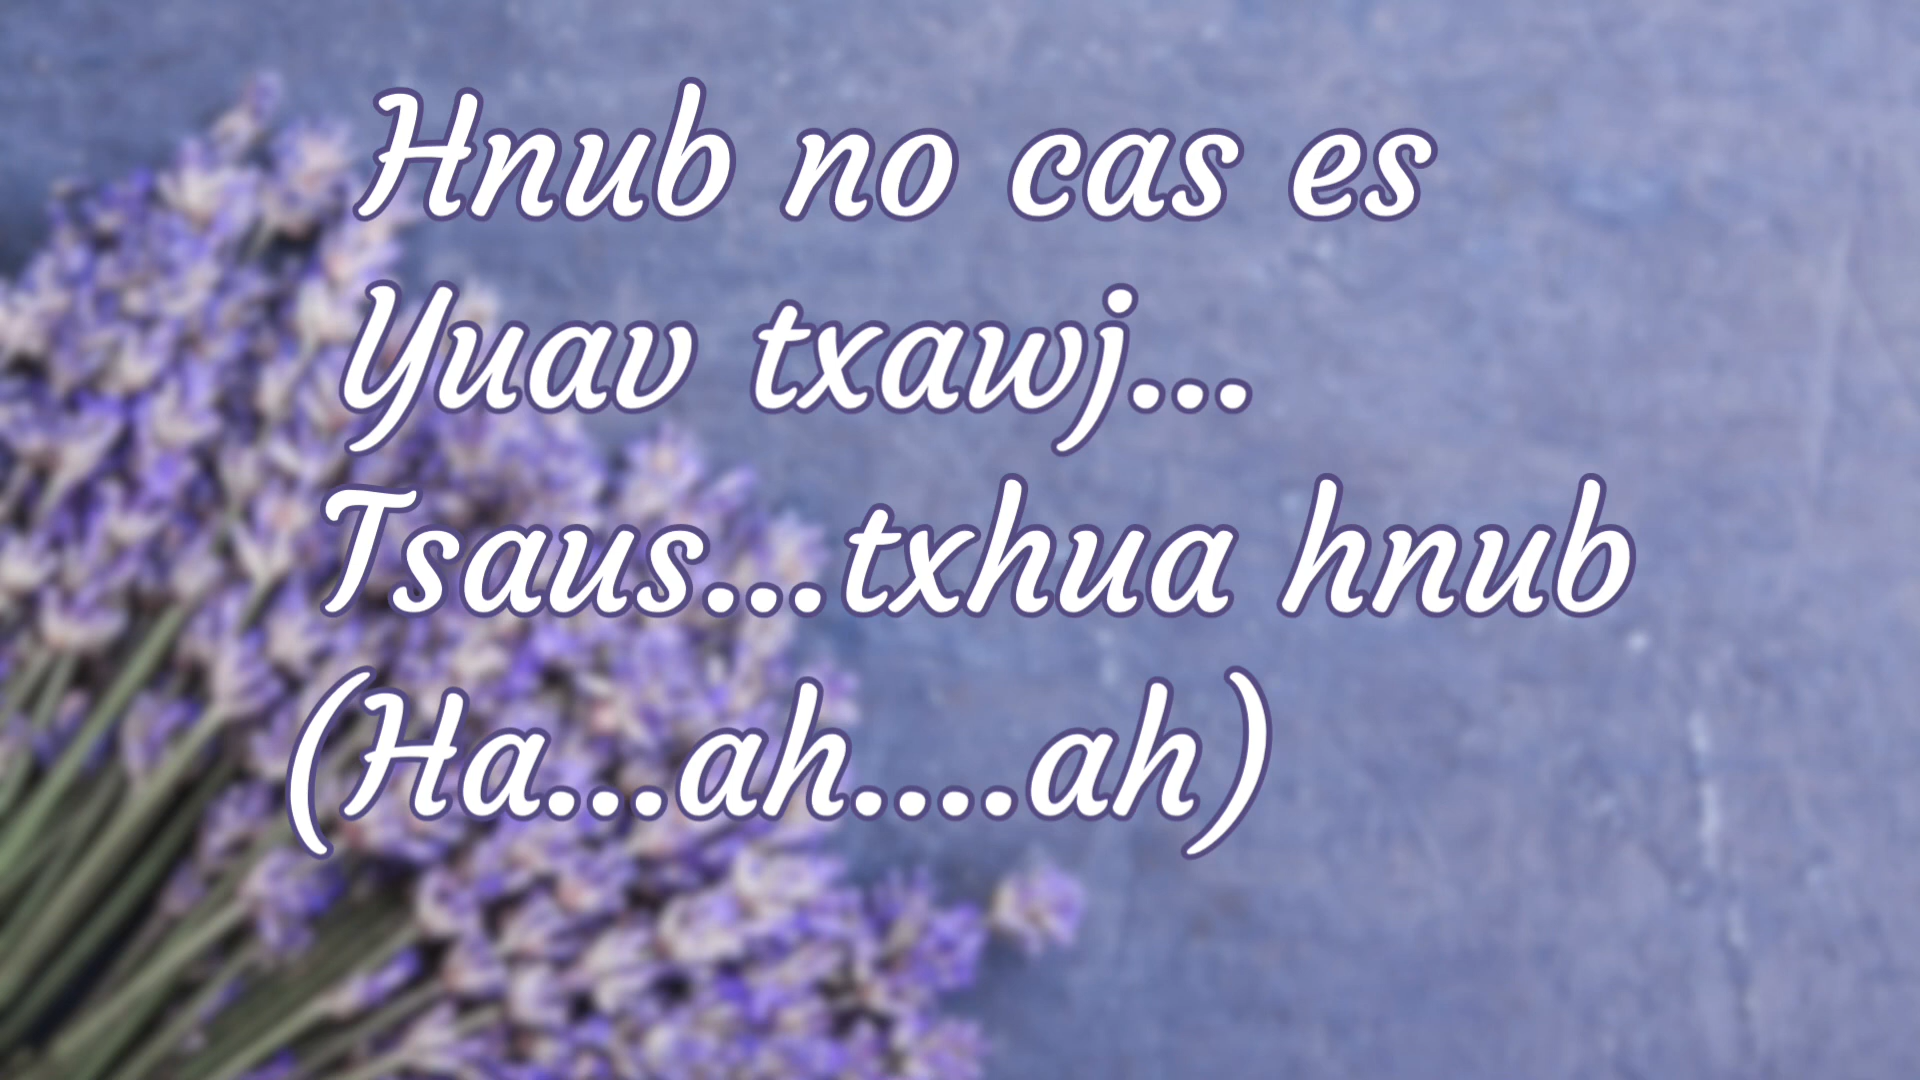 Hnub no cas es
Yuav txawj...
Tsaus...txhua hnub
(Ha...ah....ah)